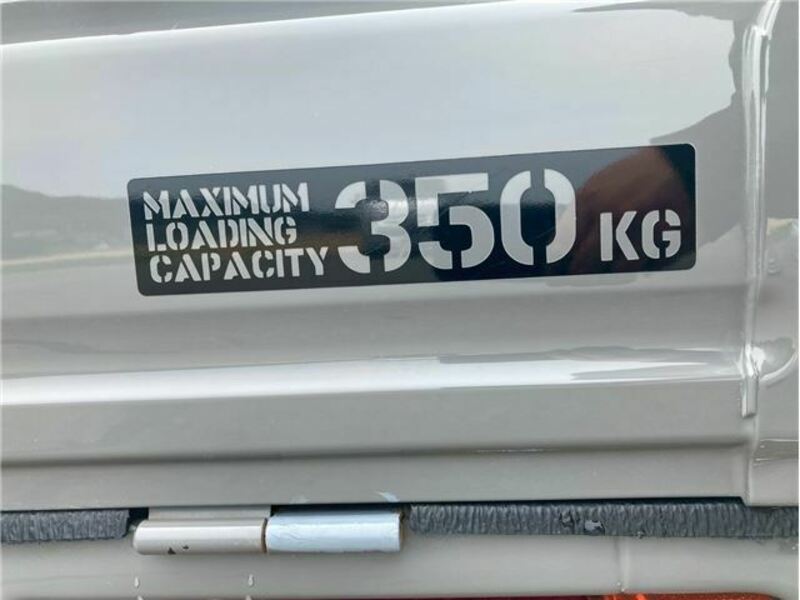 MAXIMUM
LOADING
CAPACITY
350 KG